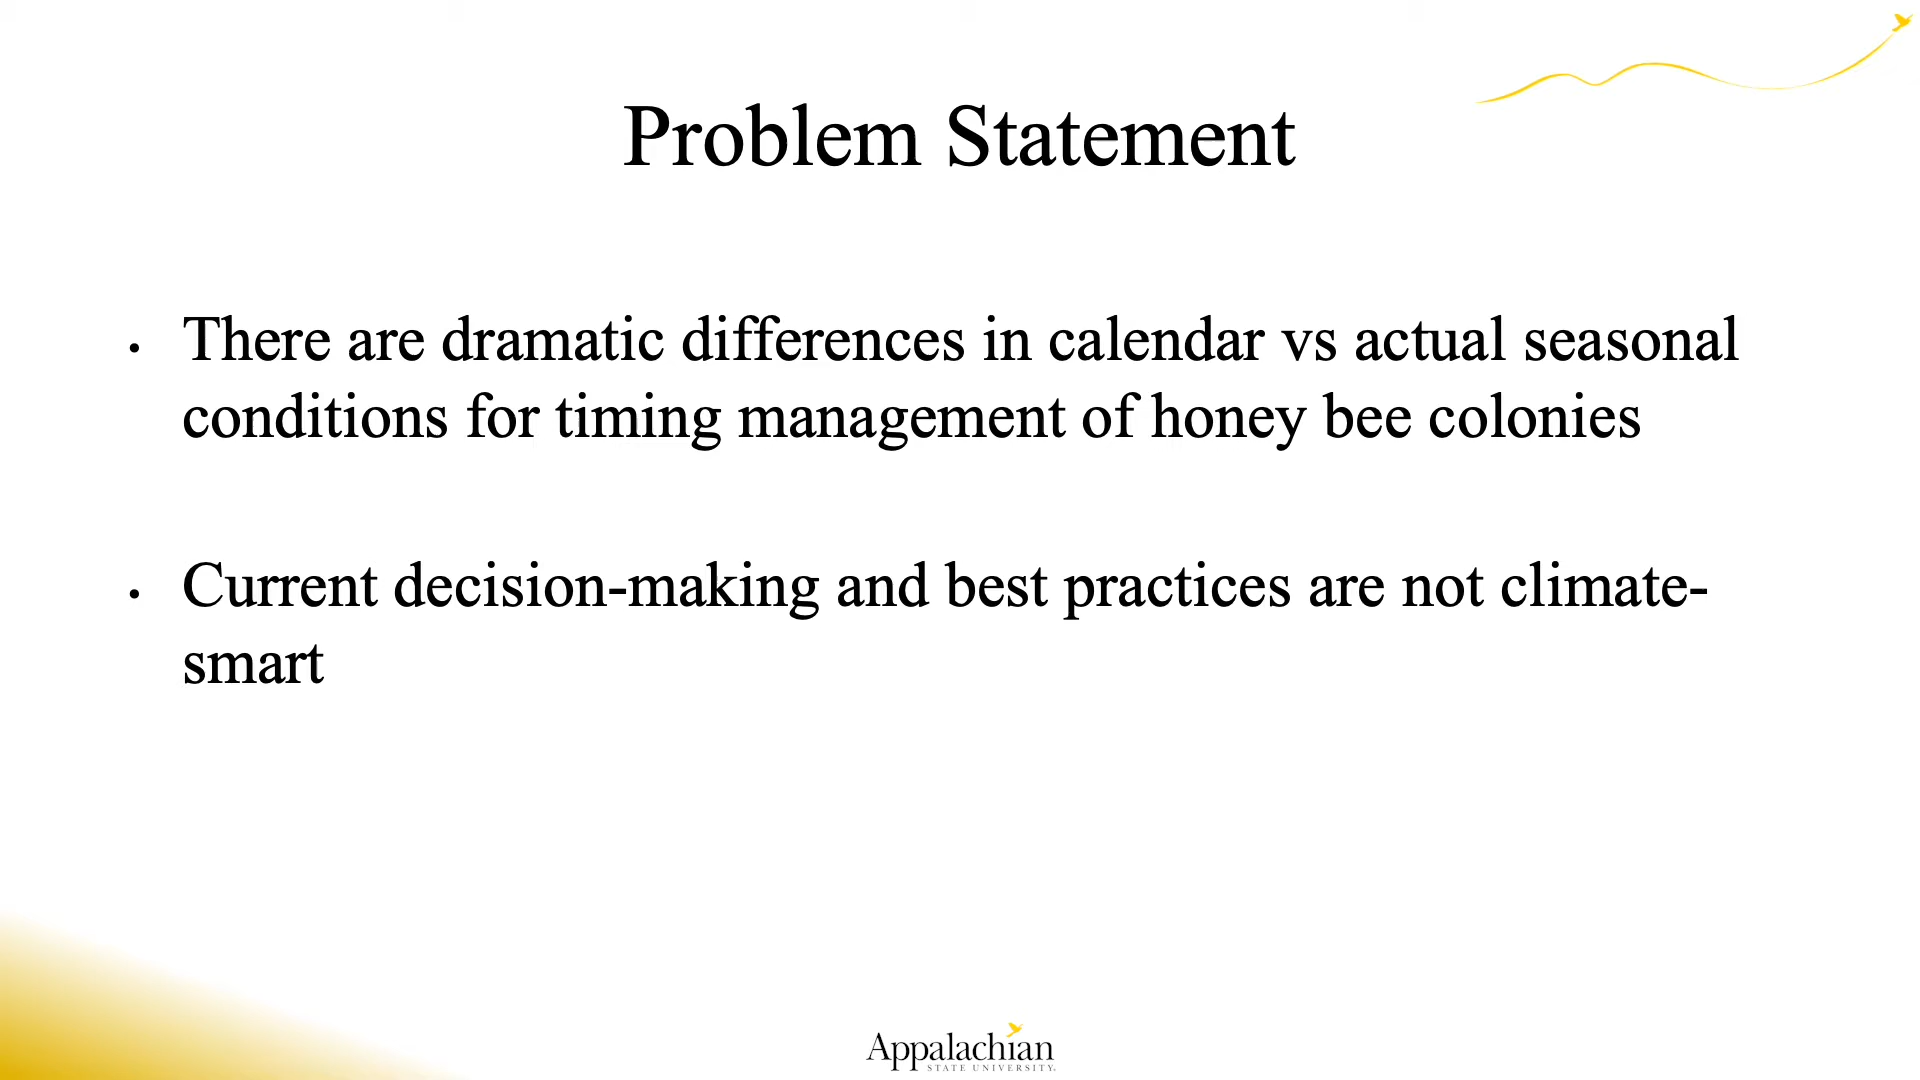 Problem Statement
• There are dramatic differences in calendar vs actual seasonal
conditions for timing management of honey bee colonies
• Current decision-making and best practices are not climate-
smart
Appalachian
STATE UNIVERSITY.